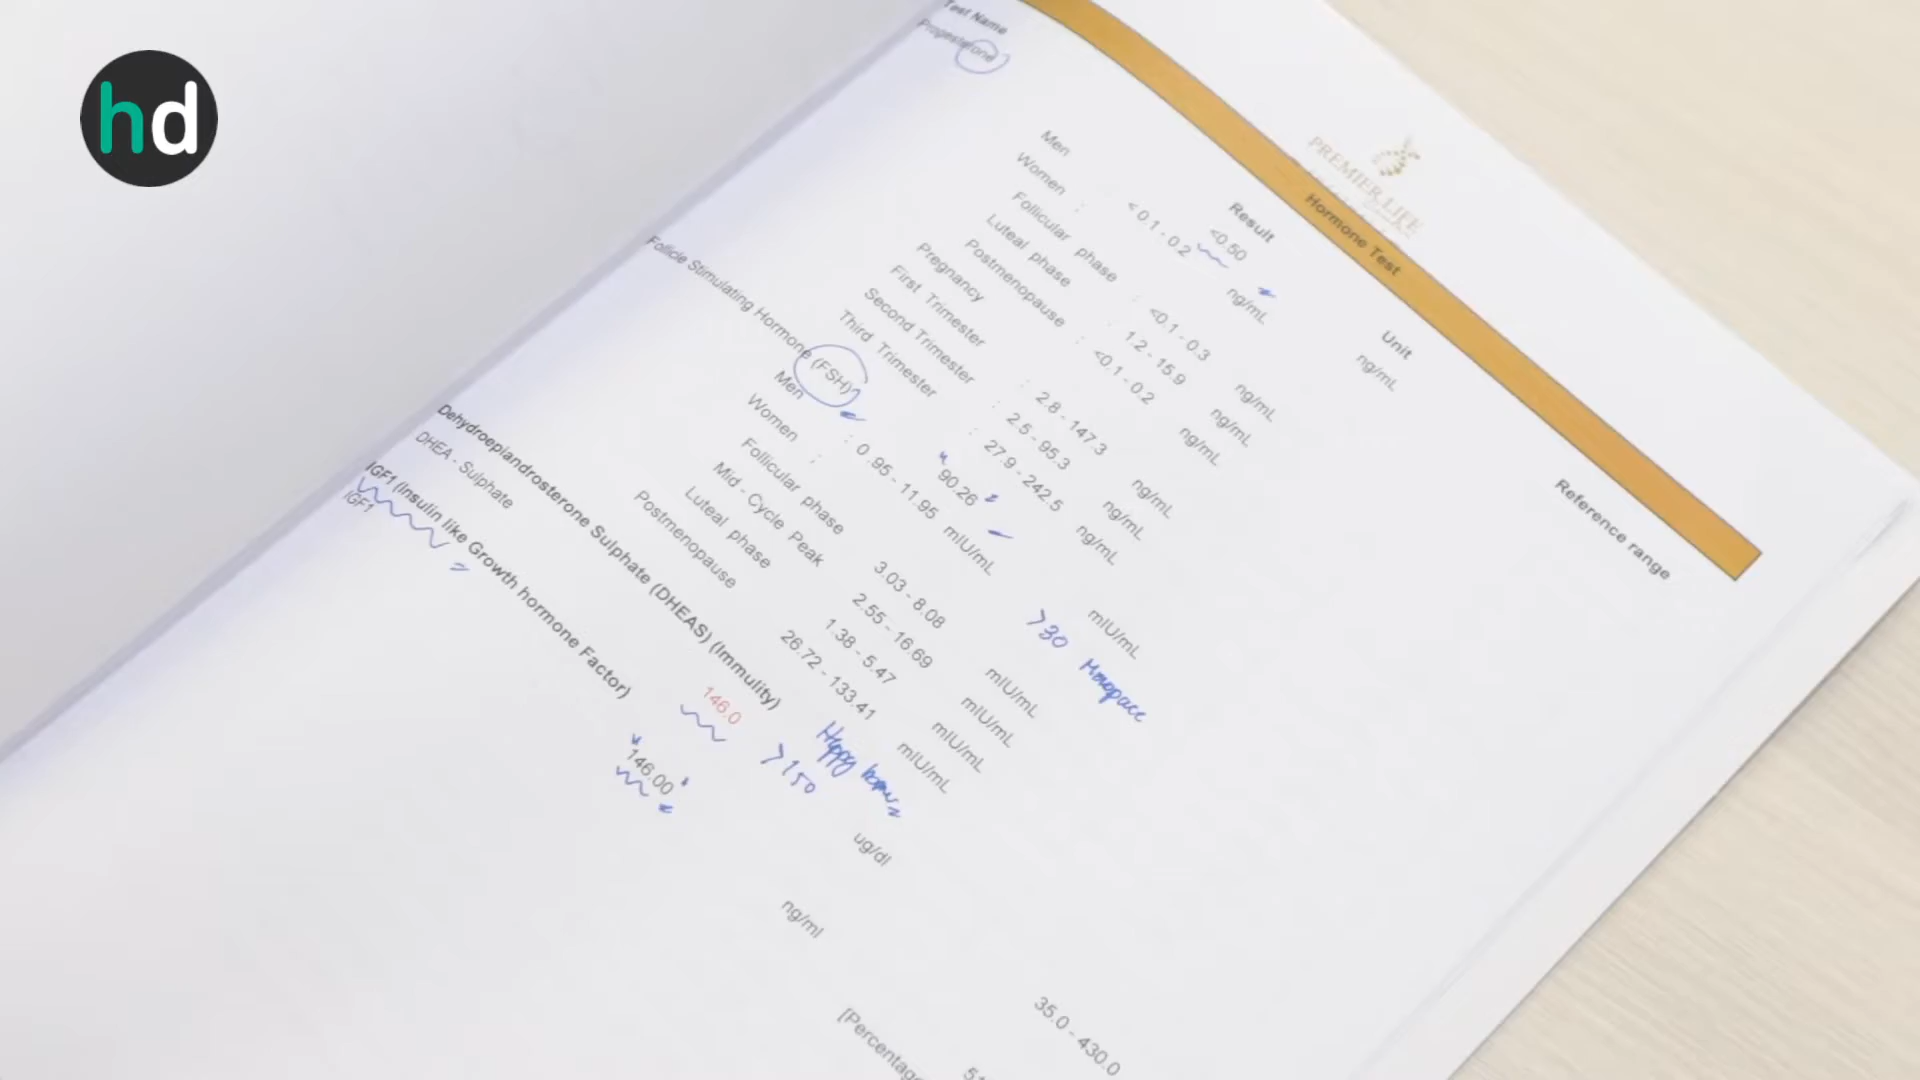 hd
PREMIER LIFE
Hormone Test
Test Name Result Unit Reference range
Progesterone <0.50 ng/mL
Men : < 0.1 - 0.2 ng/mL
Women :
Follicular phase : <0.1 - 0.3 ng/mL
Luteal phase : 1.2 - 15.9 ng/mL
Postmenopause : <0.1 - 0.2 ng/mL
Pregnancy
First Trimester : 2.8 - 147.3 ng/mL
Second Trimester : 2.5 - 95.3 ng/mL
Third Trimester : 27.9 - 242.5 ng/mL
Follicle Stimulating Hormone (FSH) 90.26 mIU/mL
Men : 0.95 - 11.95 mIU/mL
>30
Women :
Follicular phase 3.03 - 8.08 mIU/mL
Mid - Cycle Peak 2.55 - 16.69 mIU/mL
Luteal phase 1.38 - 5.47 mIU/mL
Postmenopause 26.72 - 133.41 mIU/mL
Dehydroepiandrosterone Sulphate (DHEAS) (Immulity)
DHEA - Sulphate 146.0 ug/dl 35.0 - 430.0
>150
IGF1 (Insulin like Growth hormone Factor)
IGF1 146.00 ng/ml